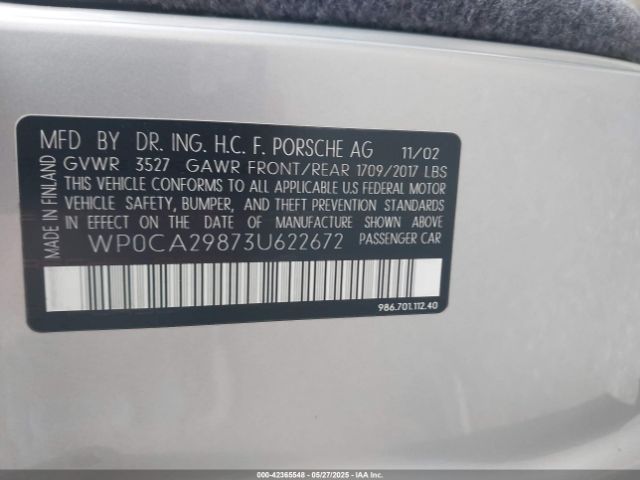 MFD BY DR. ING. H.C. F. PORSCHE AG 11/02
GVWR 3527 GAWR FRONT/REAR 1709/2017 LBS
THIS VEHICLE CONFORMS TO ALL APPLICABLE U.S FEDERAL MOTOR
VEHICLE SAFETY, BUMPER, AND THEFT PREVENTION STANDARDS
IN EFFECT ON THE DATE OF MANUFACTURE SHOWN ABOVE.
WP0CA29873U622672 PASSENGER CAR
MADE IN FINLAND
986.701.112.40
000-42365548 - 05/27/2025 - IAAI.COM